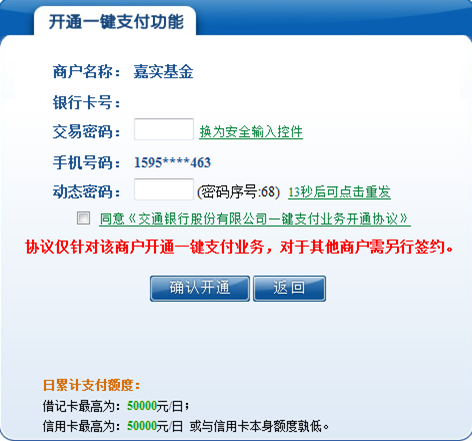 开通一键支付功能
商户名称： 嘉实基金
银行卡号：
交易密码： 换为安全输入控件
手机号码： 1595****463
动态密码： (密码序号:68) 13秒后可点击重发
同意《交通银行股份有限公司一键支付业务开通协议》
协议仅针对该商户开通一键支付业务，对于其他商户需另行签约。
确认开通 返 回
日累计支付额度：
借记卡最高为：50000元/日；
信用卡最高为：50000元/日 或与信用卡本身额度孰低。